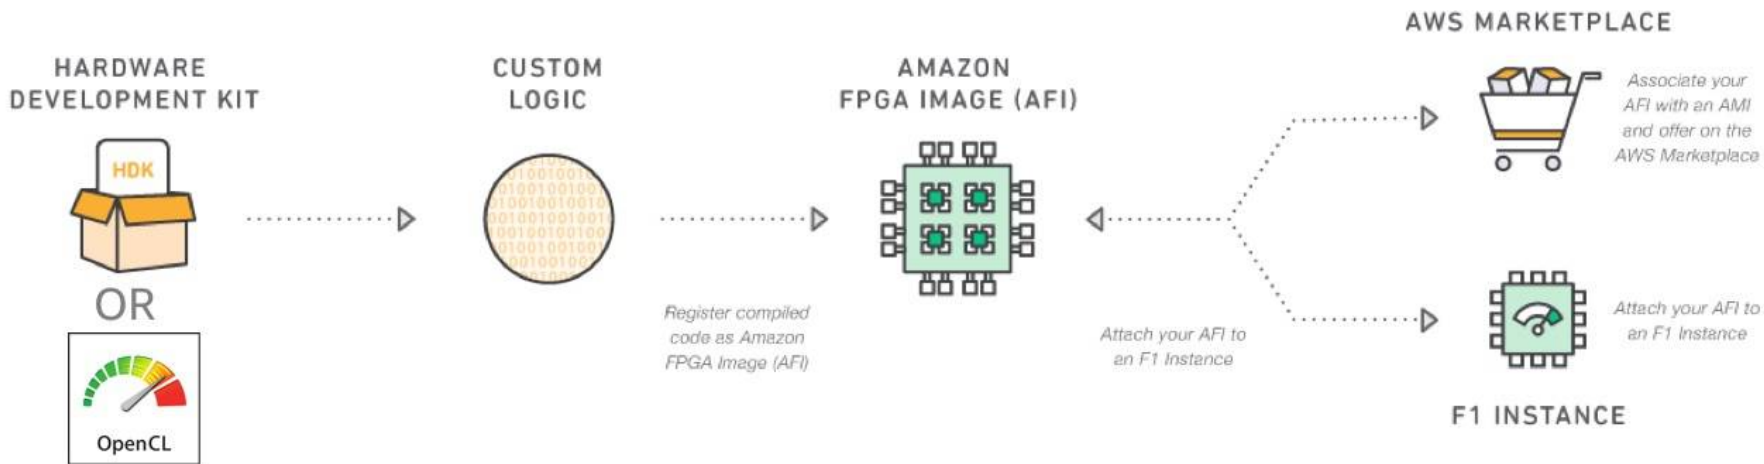 HARDWARE
DEVELOPMENT KIT
HDK
OR
OpenCL
CUSTOM
LOGIC
Register compiled
code as Amazon
FPGA Image (AFI)
AMAZON
FPGA IMAGE (AFI)
Attach your AFI to
an F1 Instance
AWS MARKETPLACE
Associate your
AFI with an AMI
and offer on the
AWS Marketplace
Attach your AFI to
an F1 Instance
F1 INSTANCE